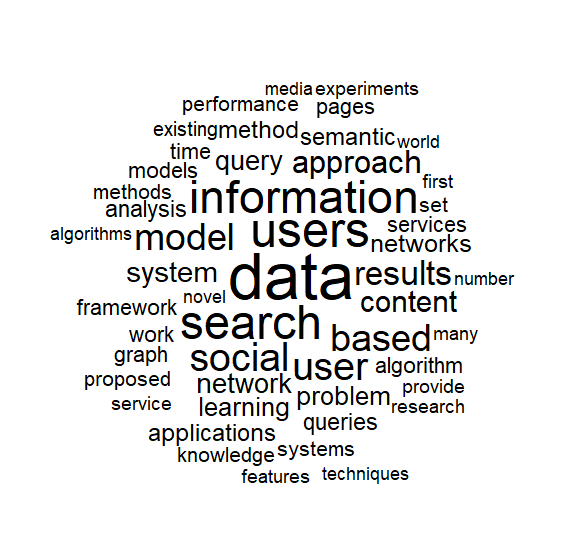 media experiments
performance pages
existing method semantic world
time query approach
models first
methods information set
analysis services
algorithms model users networks
system data results number
novel content
framework search
work based many
graph social user algorithm
proposed network provide
service learning problem research
queries
applications
knowledge systems
features techniques